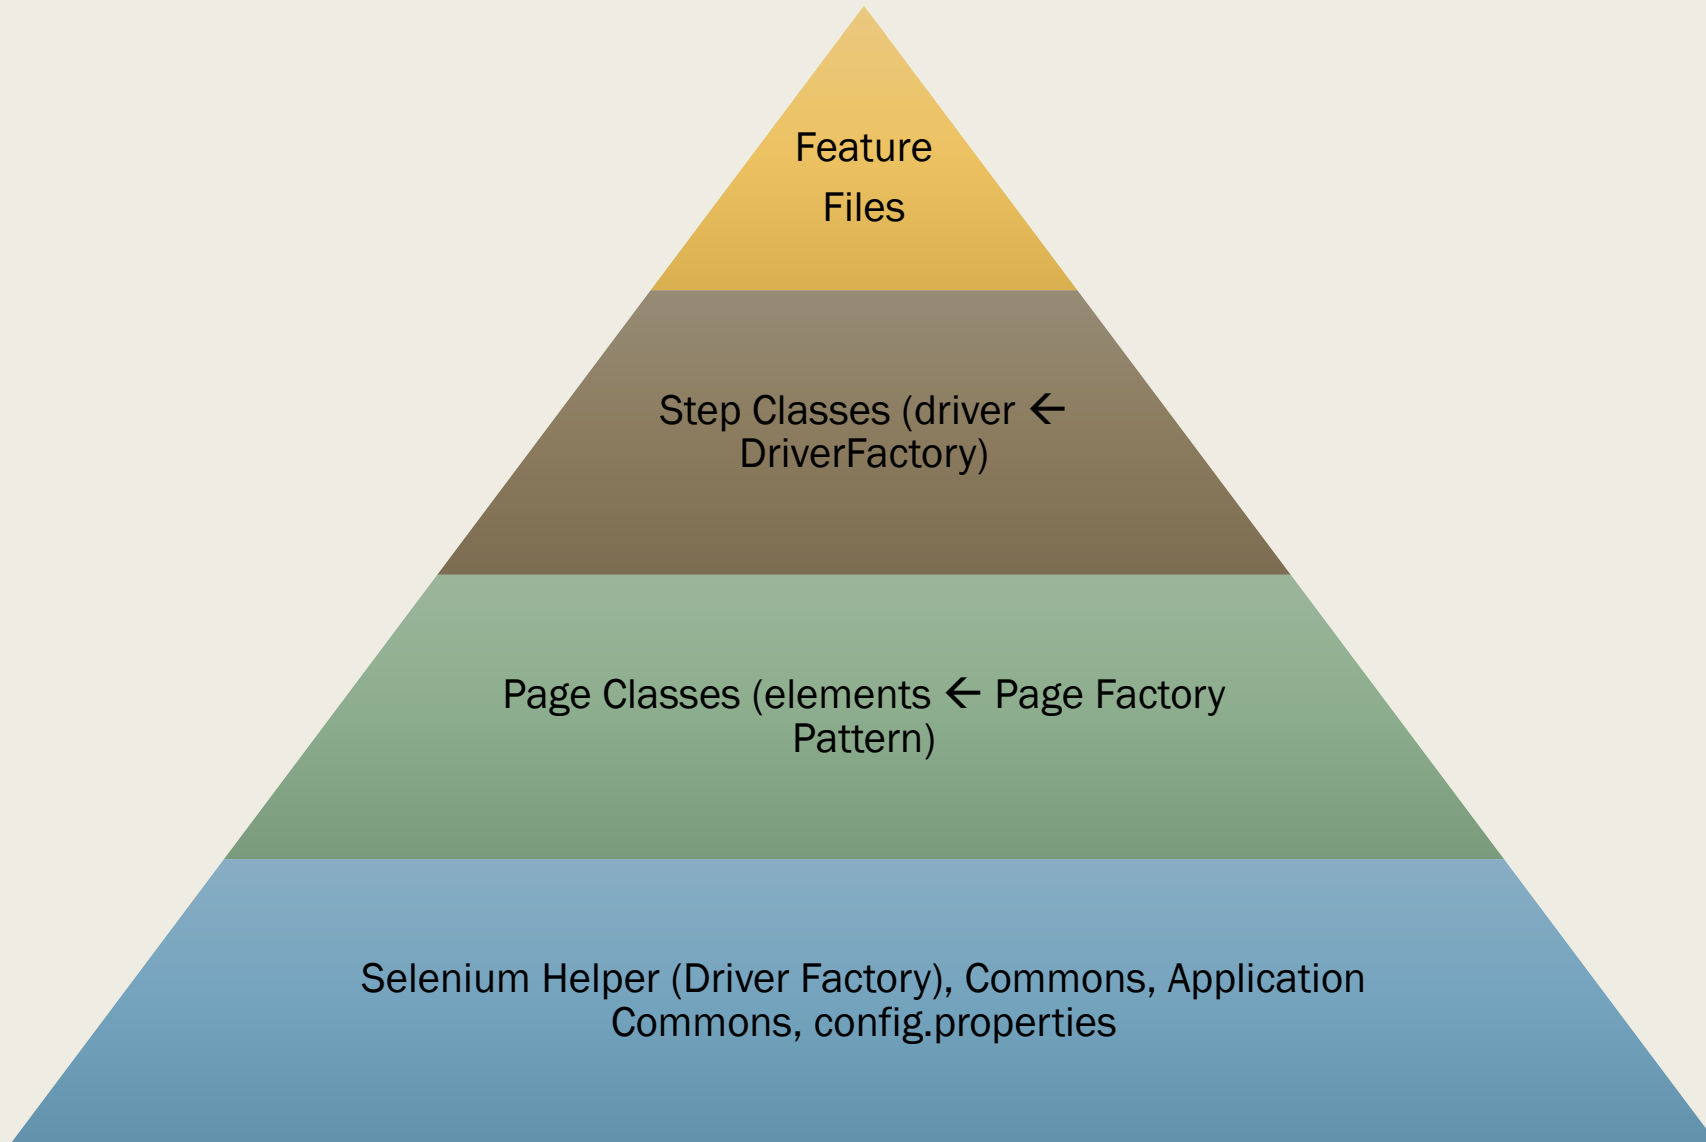 Feature
Files
Step Classes (driver ←
DriverFactory)
Page Classes (elements ← Page Factory
Pattern)
Selenium Helper (Driver Factory), Commons, Application
Commons, config.properties